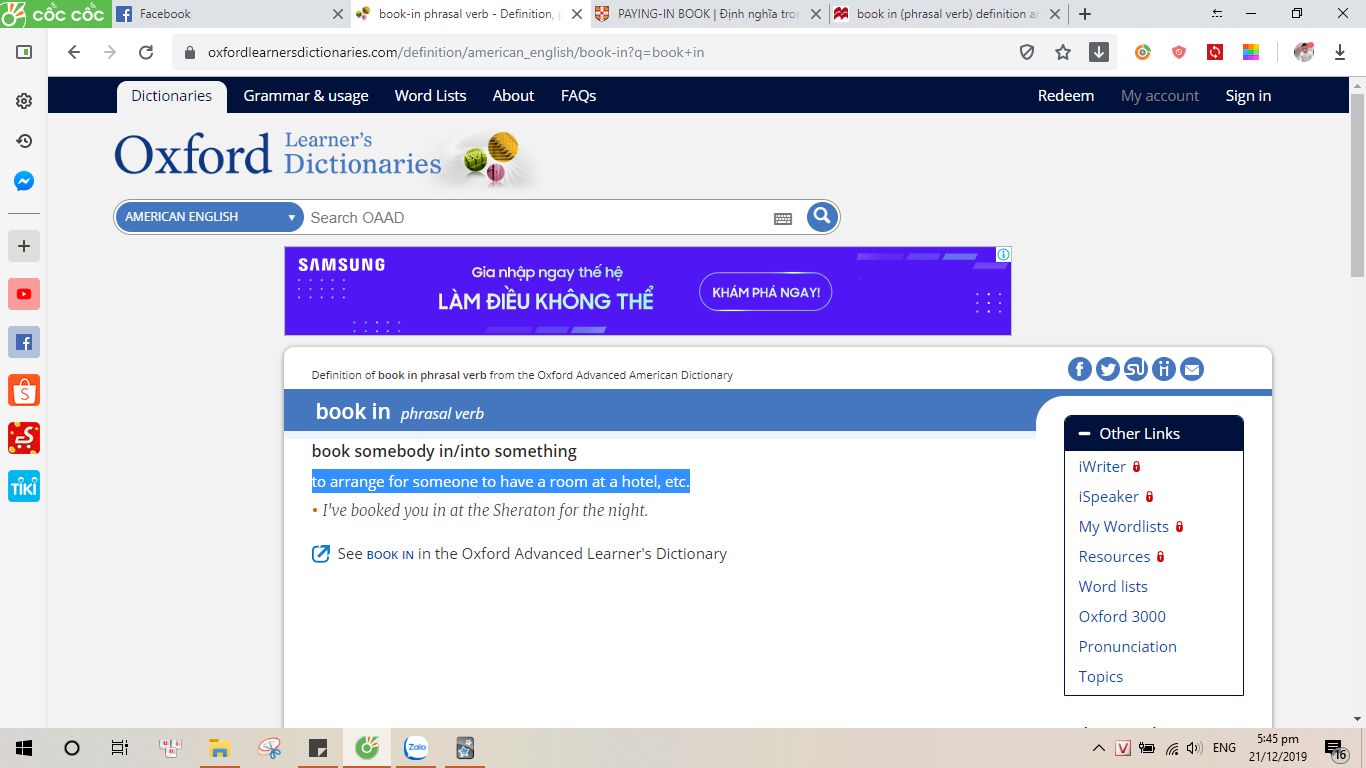 cốc cốc
Facebook
book-in phrasal verb - Definition, p
PAYING-IN BOOK | Định nghĩa tron
book in (phrasal verb) definition an
oxfordlearnersdictionaries.com/definition/american_english/book-in?q=book+in
Dictionaries
Grammar & usage
Word Lists
About
FAQs
Redeem
My account
Sign in
Oxford Learner's Dictionaries
AMERICAN ENGLISH
Search OAAD
SAMSUNG
Gia nhập ngay thế hệ
LÀM ĐIỀU KHÔNG THỂ
KHÁM PHÁ NGAY!
Definition of book in phrasal verb from the Oxford Advanced American Dictionary
book in phrasal verb
book somebody in/into something
to arrange for someone to have a room at a hotel, etc.
• I've booked you in at the Sheraton for the night.
See BOOK IN in the Oxford Advanced Learner's Dictionary
Other Links
iWriter
iSpeaker
My Wordlists
Resources
Word lists
Oxford 3000
Pronunciation
Topics
TIKI
Zalo
ENG
5:45 pm
21/12/2019
16